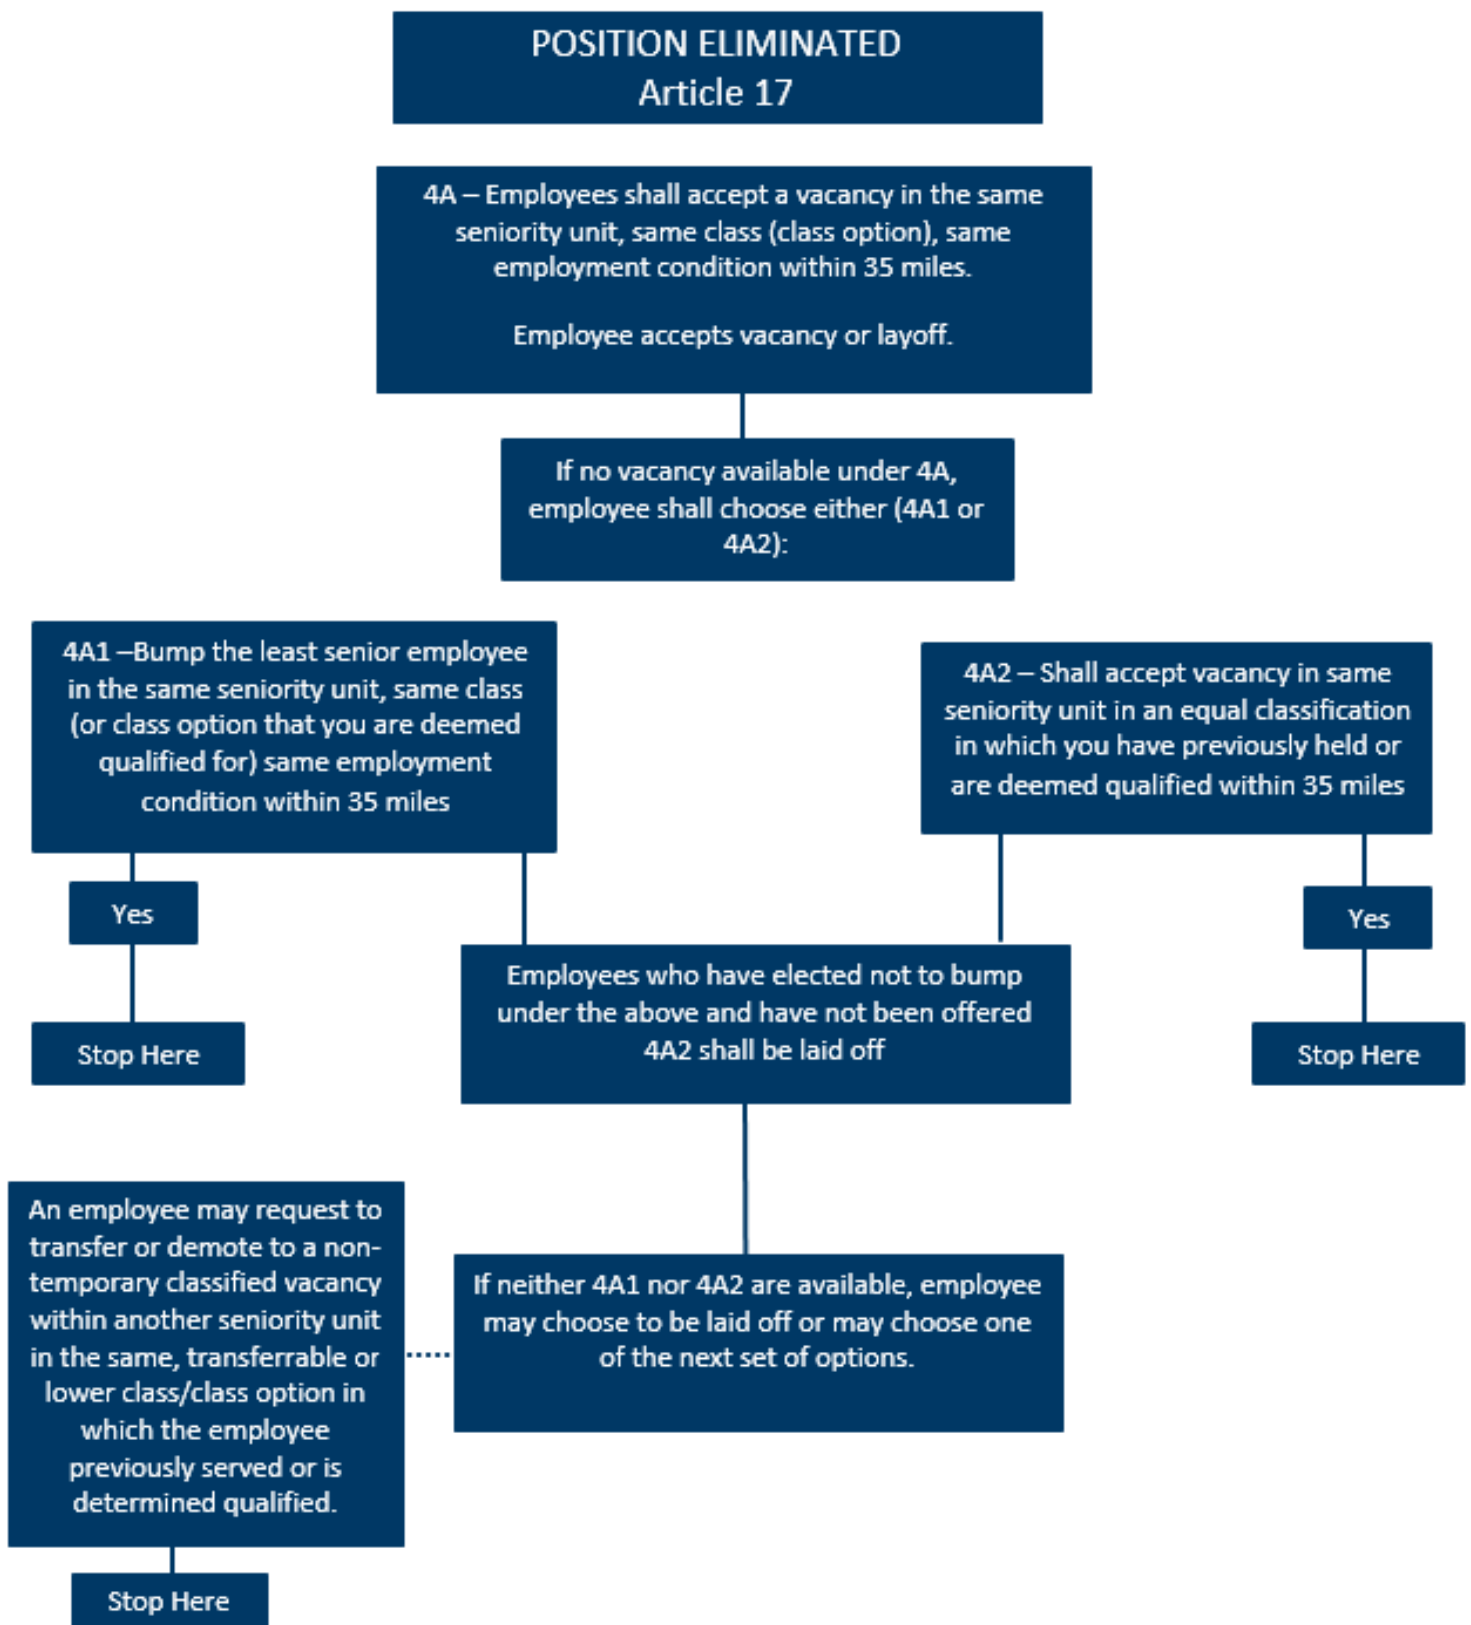 POSITION ELIMINATED
Article 17
4A – Employees shall accept a vacancy in the same
seniority unit, same class (class option), same
employment condition within 35 miles.
Employee accepts vacancy or layoff.
If no vacancy available under 4A,
employee shall choose either (4A1 or
4A2):
4A1 –Bump the least senior employee
in the same seniority unit, same class
(or class option that you are deemed
qualified for) same employment
condition within 35 miles
4A2 – Shall accept vacancy in same
seniority unit in an equal classification
in which you have previously held or
are deemed qualified within 35 miles
Yes
Yes
Employees who have elected not to bump
under the above and have not been offered
4A2 shall be laid off
Stop Here
Stop Here
An employee may request to
transfer or demote to a non-
temporary classified vacancy
within another seniority unit
in the same, transferrable or
lower class/class option in
which the employee
previously served or is
determined qualified.
If neither 4A1 nor 4A2 are available, employee
may choose to be laid off or may choose one
of the next set of options.
Stop Here